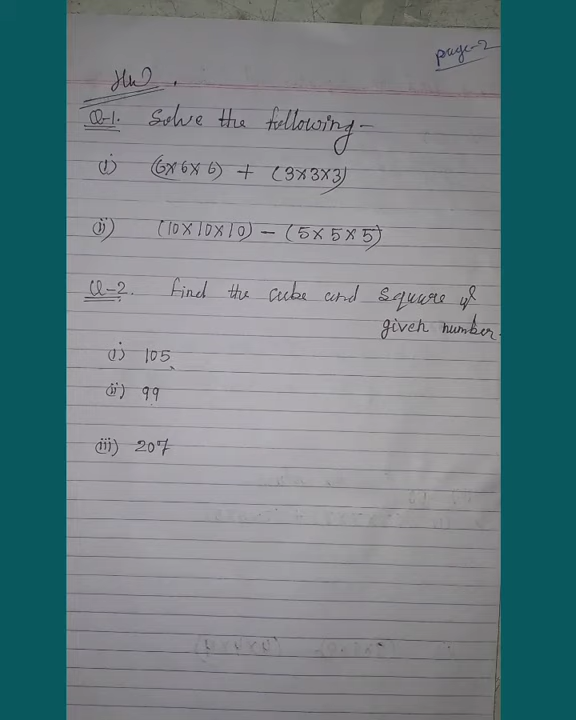 page-2
HW.
Q-1. Solve the following-
(i) (6×6×6) + (3×3×3)
(ii) (10×10×10) - (5×5×5)
Q-2. find the cube and square of
given number.
(i) 105
(ii) 99
(iii) 207